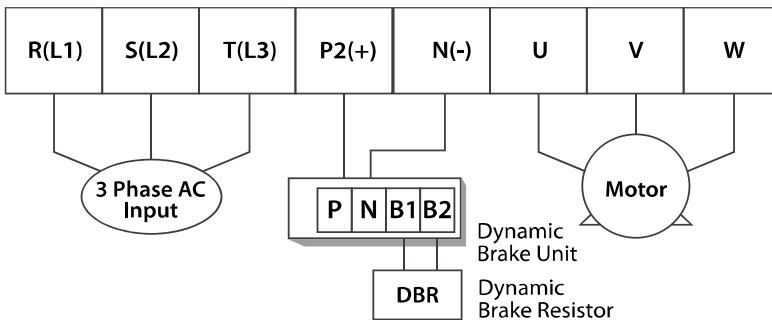 R(L1) S(L2) T(L3) P2(+) N(-) U V W
3 Phase AC
Input
P N B1 B2
Motor
Dynamic
Brake Unit
DBR
Dynamic
Brake Resistor